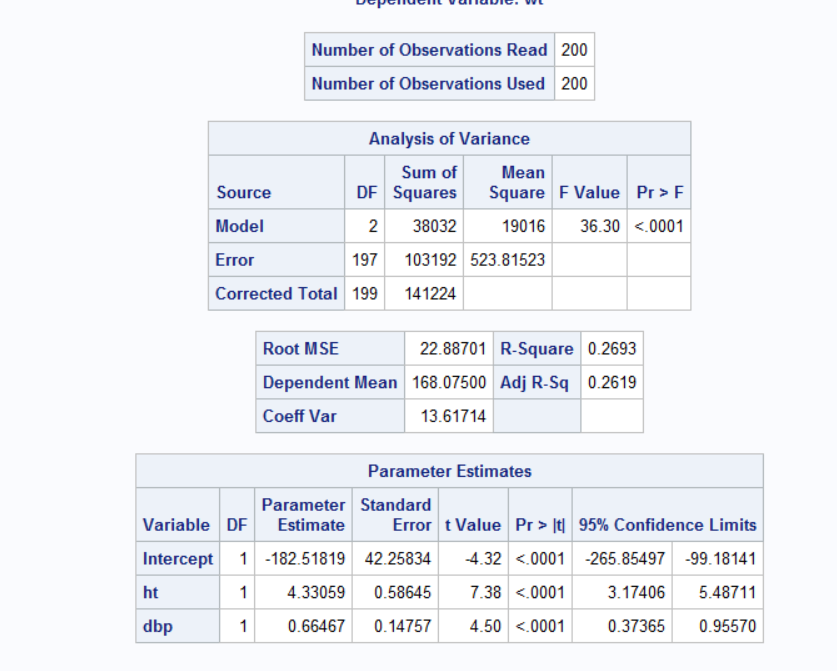 Dependent Variable: wt
Number of Observations Read 200
Number of Observations Used 200
Analysis of Variance
Source DF Sum of Squares Mean Square F Value Pr > F
Model 2 38032 19016 36.30 <.0001
Error 197 103192 523.81523
Corrected Total 199 141224
Root MSE 22.88701 R-Square 0.2693
Dependent Mean 168.07500 Adj R-Sq 0.2619
Coeff Var 13.61714
Parameter Estimates
Variable DF Parameter Estimate Standard Error t Value Pr > |t| 95% Confidence Limits
Intercept 1 -182.51819 42.25834 -4.32 <.0001 -265.85497 -99.18141
ht 1 4.33059 0.58645 7.38 <.0001 3.17406 5.48711
dbp 1 0.66467 0.14757 4.50 <.0001 0.37365 0.95570